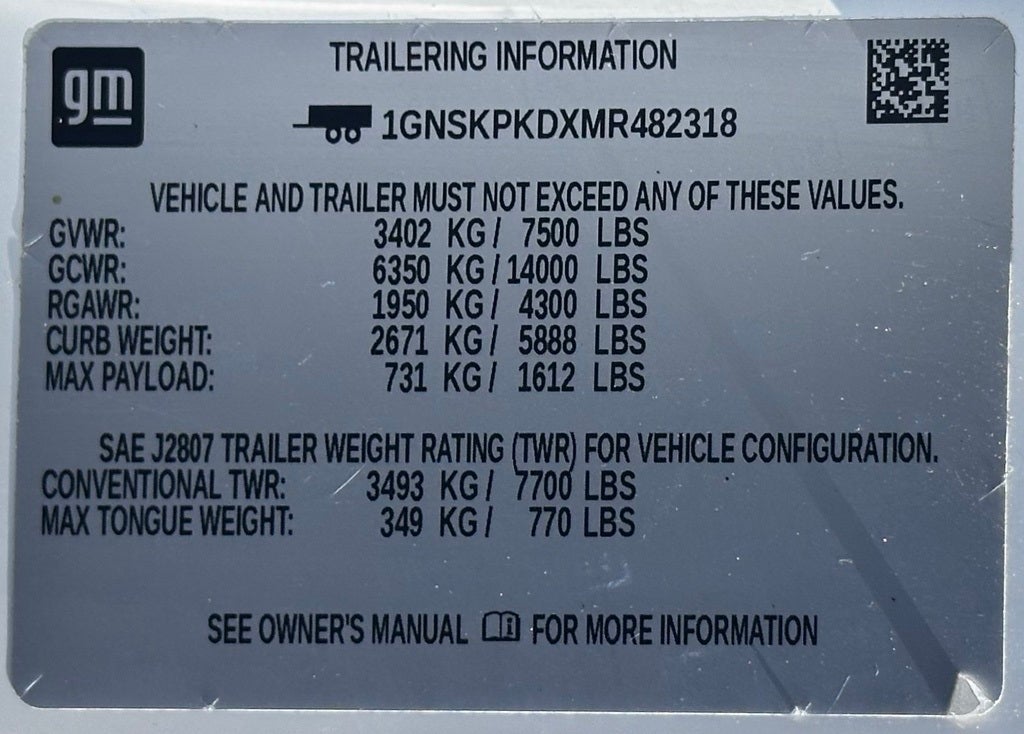 gm
TRAILERING INFORMATION
1GNSKPKDXMR482318
VEHICLE AND TRAILER MUST NOT EXCEED ANY OF THESE VALUES.
GVWR: 3402 KG / 7500 LBS
GCWR: 6350 KG / 14000 LBS
RGAWR: 1950 KG / 4300 LBS
CURB WEIGHT: 2671 KG / 5888 LBS
MAX PAYLOAD: 731 KG / 1612 LBS
SAE J2807 TRAILER WEIGHT RATING (TWR) FOR VEHICLE CONFIGURATION.
CONVENTIONAL TWR: 3493 KG / 7700 LBS
MAX TONGUE WEIGHT: 349 KG / 770 LBS
SEE OWNER'S MANUAL i FOR MORE INFORMATION